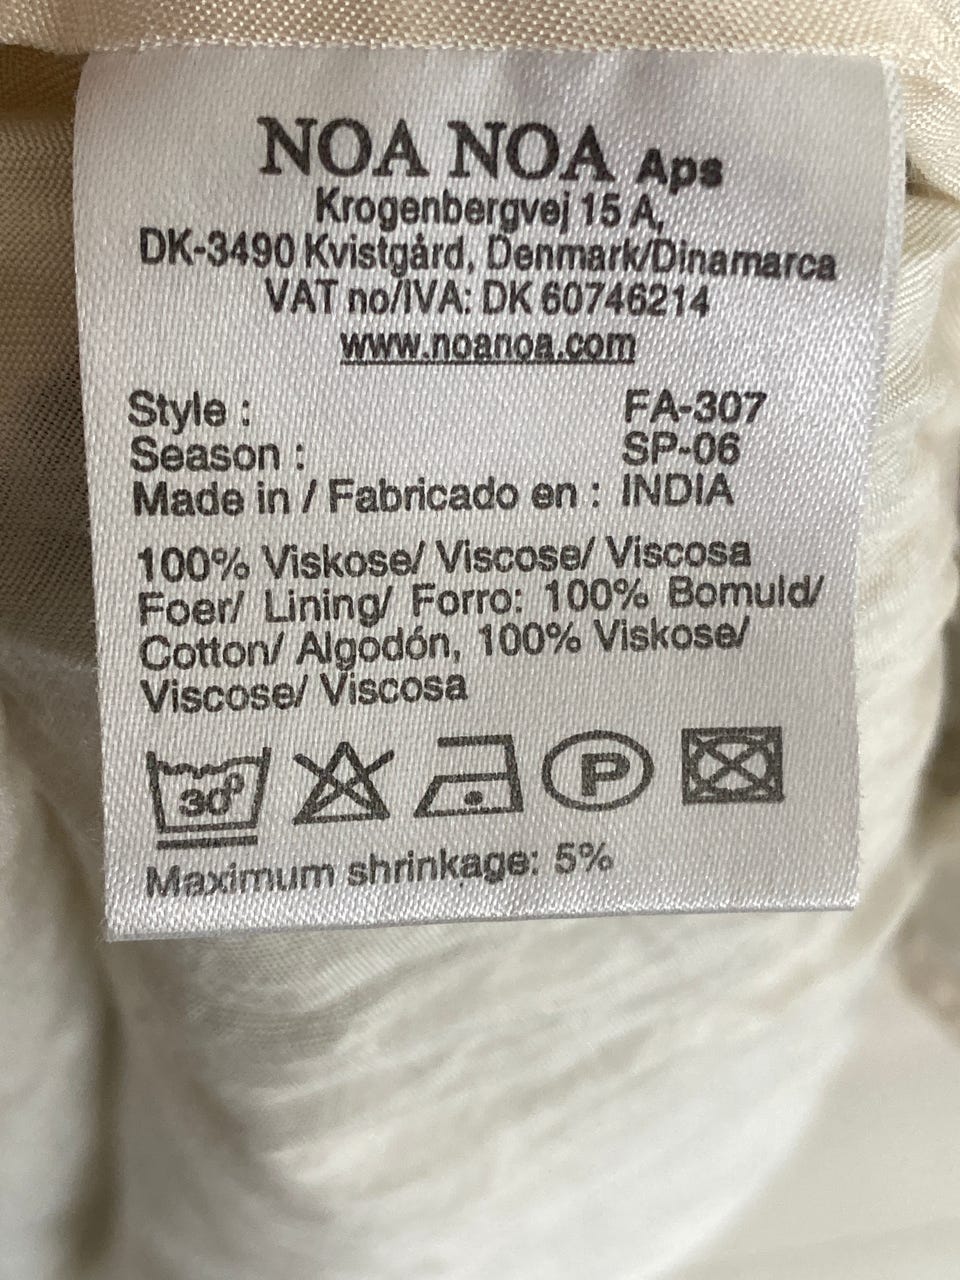 NOA NOA Aps
Krogenbergvej 15 A,
DK-3490 Kvistgård, Denmark/Dinamarca
VAT no/IVA: DK 60746214
www.noanoa.com
Style : FA-307
Season : SP-06
Made in / Fabricado en : INDIA
100% Viskose/ Viscose/ Viscosa
Foer/ Lining/ Forro: 100% Bomuld/
Cotton/ Algodón, 100% Viskose/
Viscose/ Viscosa
30° P
Maximum shrinkage: 5%